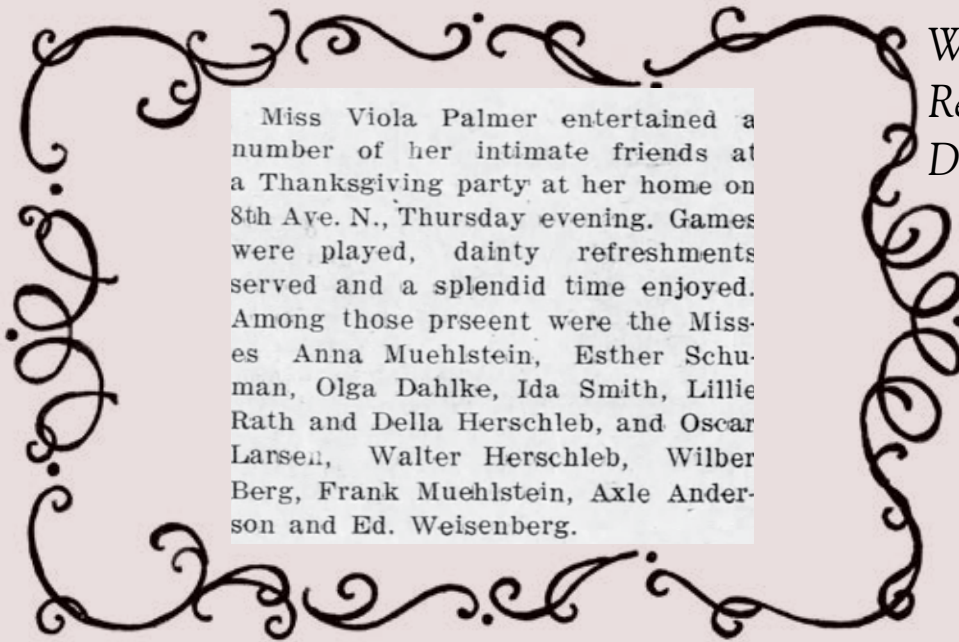 Miss Viola Palmer entertained a
number of her intimate friends at
a Thanksgiving party at her home on
8th Ave. N., Thursday evening. Games
were played, dainty refreshments
served and a splendid time enjoyed.
Among those prseent were the Miss-
es Anna Muehlstein, Esther Schu-
man, Olga Dahlke, Ida Smith, Lillie
Rath and Della Herschleb, and Oscar
Larsen, Walter Herschleb, Wilber
Berg, Frank Muehlstein, Axle Ander-
son and Ed. Weisenberg.